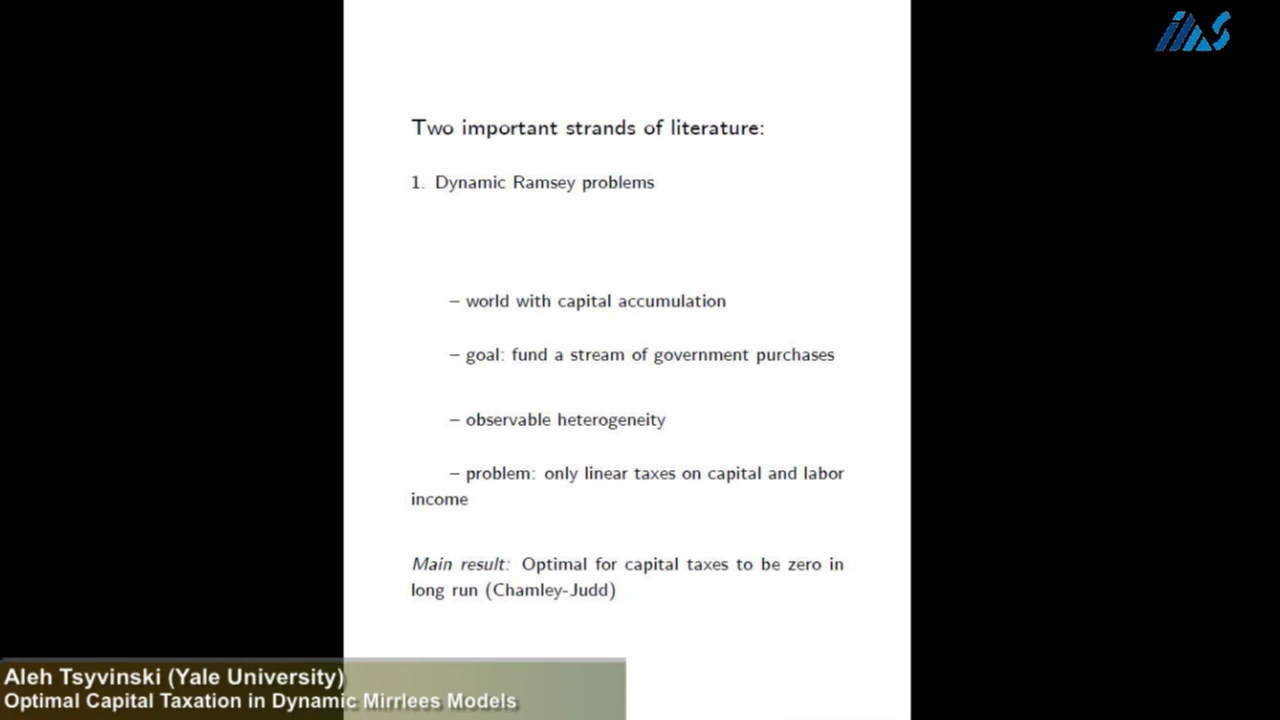 IMS
Two important strands of literature:
1. Dynamic Ramsey problems
– world with capital accumulation
– goal: fund a stream of government purchases
– observable heterogeneity
– problem: only linear taxes on capital and labor
income
Main result: Optimal for capital taxes to be zero in
long run (Chamley-Judd)
Aleh Tsyvinski (Yale University)
Optimal Capital Taxation in Dynamic Mirrlees Models